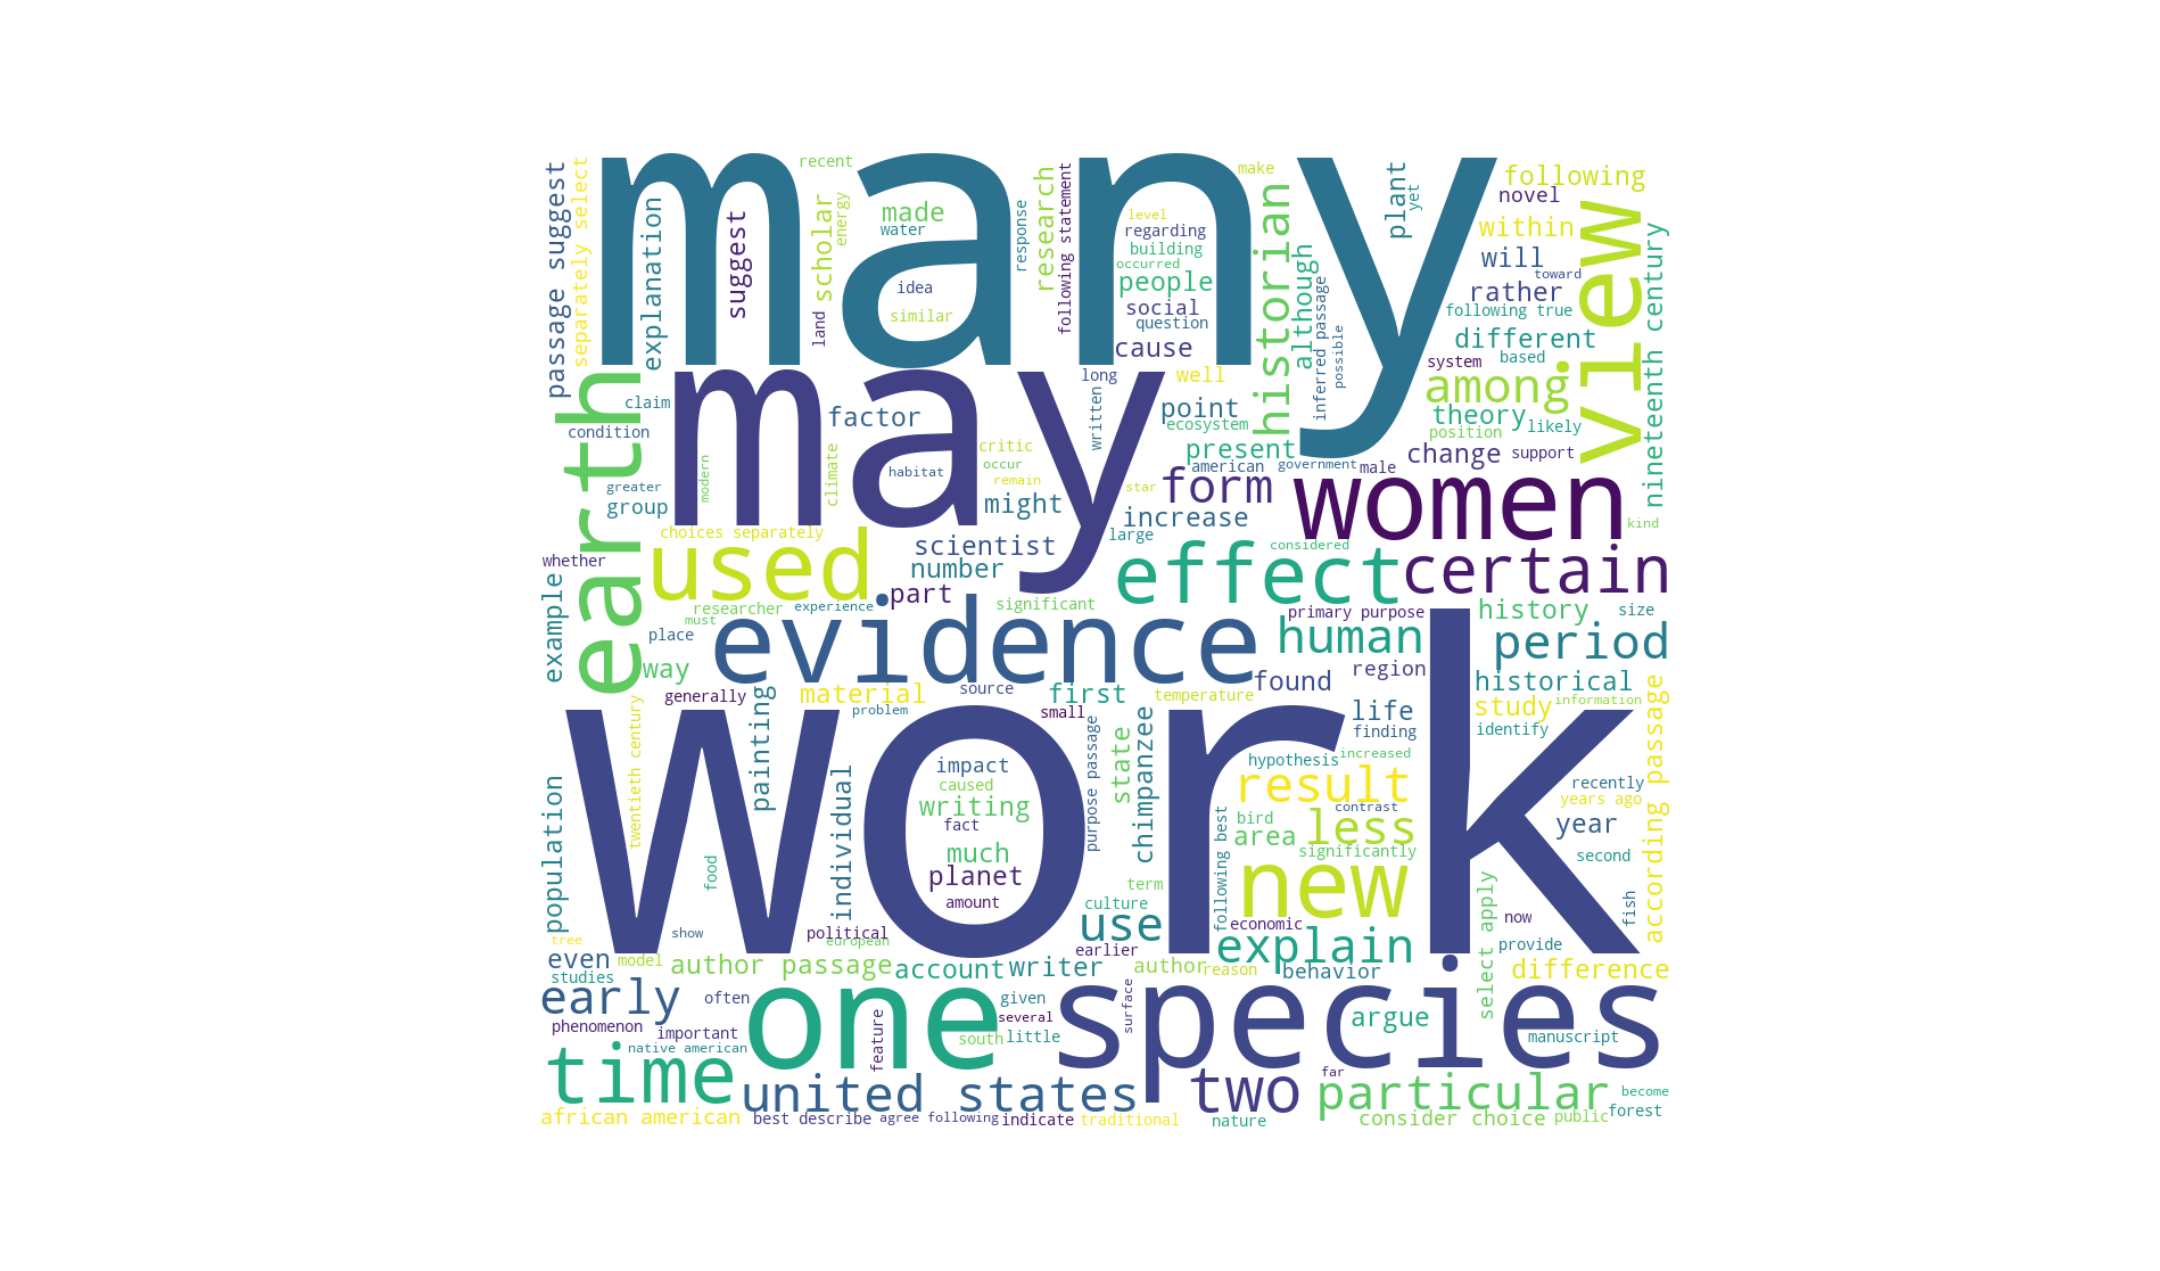 many
may
work
view
earth
women
used
effect
certain
evidence
one
species
new
time
united states
two
particular
early
use
explain
less
result
human
period
form
among
historian
recent
make
following
novel
within
will
toward
rather
following true
different
system
based
theory
likely
position
change
support
plant
yet
nineteenth century
passage suggest
separately select
explanation
suggest
land
scholar
energy
made
water
idea
similar
response
research
following statement
level
regarding
building
occurred
people
social
question
cause
although
inferred passage
possible
claim
condition
greater
group
modern
factor
climate
habitat
critic
occur
remain
might
long
well
written
point
ecosystem
present
american
government
male
star
increase
large
kind
choices separately
scientist
number
part
considered
whether
example
researcher
experience
must
significant
place
way
primary purpose
history
size
historical
region
found
study
information
identify
generally
painting
material
source
problem
first
small
temperature
life
finding
twentieth century
population
individual
impact
caused
writing
fact
much
planet
amount
purpose passage
state
chimpanzee
hypothesis
increased
contrast
bird
area
significantly
recently
years ago
year
second
according passage
food
term
culture
following best
economic
select apply
now
fish
provide
tree
show
political
european
earlier
even
model
studies
author passage
account
writer
author
reason
behavior
difference
often
given
several
surface
argue
phenomenon
important
feature
south
little
manuscript
native american
far
become
african american
best describe
agree following
indicate
traditional
nature
consider choice
public
forest